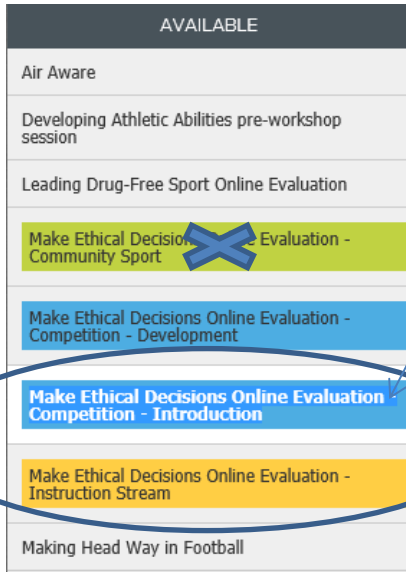 AVAILABLE
Air Aware
Developing Athletic Abilities pre-workshop
session
Leading Drug-Free Sport Online Evaluation
Make Ethical Decisions Online Evaluation -
Community Sport
Make Ethical Decisions Online Evaluation -
Competition - Development
Make Ethical Decisions Online Evaluation
Competition - Introduction
Make Ethical Decisions Online Evaluation -
Instruction Stream
Making Head Way in Football